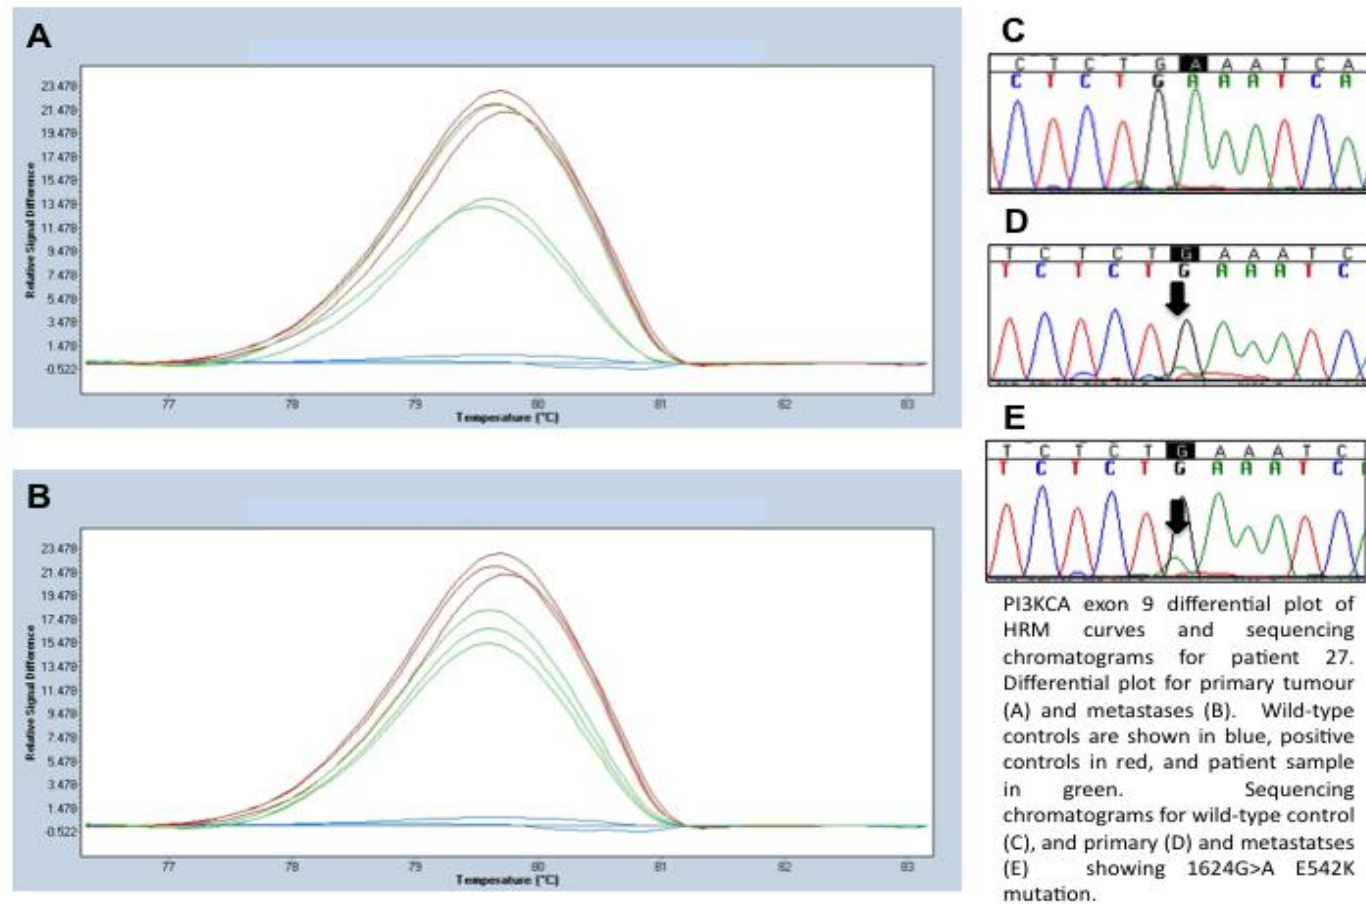 A
23.478
21.478
19.478
17.478
15.478
13.478
11.478
9.478
7.478
5.478
3.478
1.478
-0.522
Relative Signal Difference
77 78 79 80 81 82 83
Temperature (°C)
B
23.478
21.478
19.478
17.478
15.478
13.478
11.478
9.478
7.478
5.478
3.478
1.478
-0.522
Relative Signal Difference
77 78 79 80 81 82 83
Temperature (°C)
C
C T C T G A A A T C A
C T C T G A A A T C A
D
T C T C T G A A A T C
T C T C T G A A A T C
E
T C T C T G A A A T C
T C T C T G A A A T C
PI3KCA exon 9 differential plot of
HRM curves and sequencing
chromatograms for patient 27.
Differential plot for primary tumour
(A) and metastases (B). Wild-type
controls are shown in blue, positive
controls in red, and patient sample
in green. Sequencing
chromatograms for wild-type control
(C), and primary (D) and metastatses
(E) showing 1624G>A E542K
mutation.